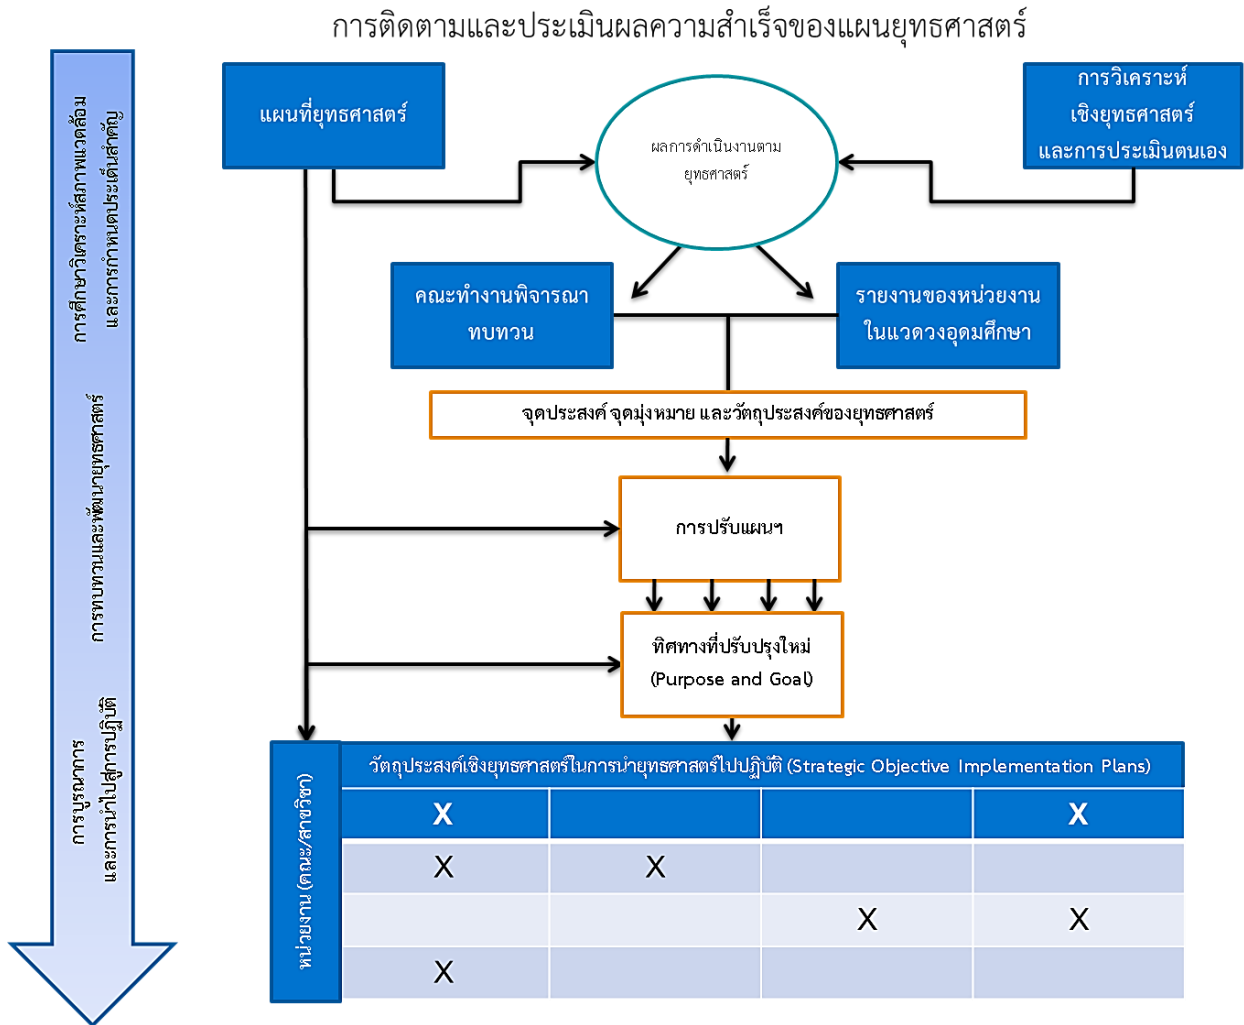 การติดตามและประเมินผลความสำเร็จของแผนยุทธศาสตร์
แผนที่ยุทธศาสตร์
ผลการดำเนินงานตาม
ยุทธศาสตร์
การวิเคราะห์
เชิงยุทธศาสตร์
และการประเมินตนเอง
การศึกษาวิเคราะห์สภาพแวดล้อม
และการกำหนดประเด็นสำคัญ
คณะทำงานพิจารณา
ทบทวน
รายงานของหน่วยงาน
ในแวดวงอุดมศึกษา
จุดประสงค์ จุดมุ่งหมาย และวัตถุประสงค์ของยุทธศาสตร์
การทบทวนและพัฒนายุทธศาสตร์
การปรับแผนฯ
ทิศทางที่ปรับปรุงใหม่
(Purpose and Goal)
การบูรณาการ
และการนำไปสู่การปฏิบัติ
หน่วยงาน (คณะ/สาขวิชา)
วัตถุประสงค์เชิงยุทธศาสตร์ในการนำยุทธศาสตร์ไปปฏิบัติ (Strategic Objective Implementation Plans)
X X
X X
X X
X